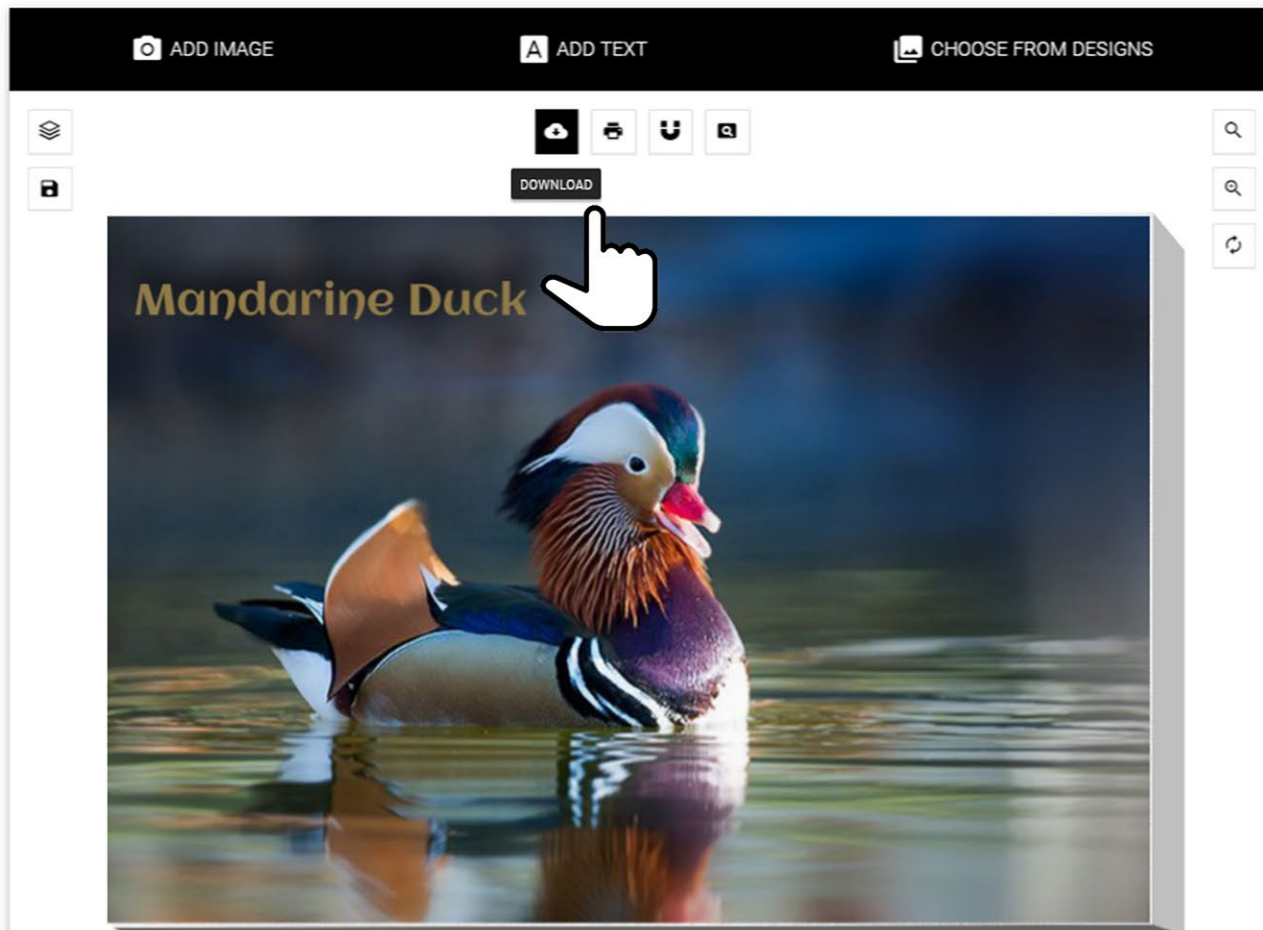 ADD IMAGE
ADD TEXT
CHOOSE FROM DESIGNS
DOWNLOAD
Mandarine Duck